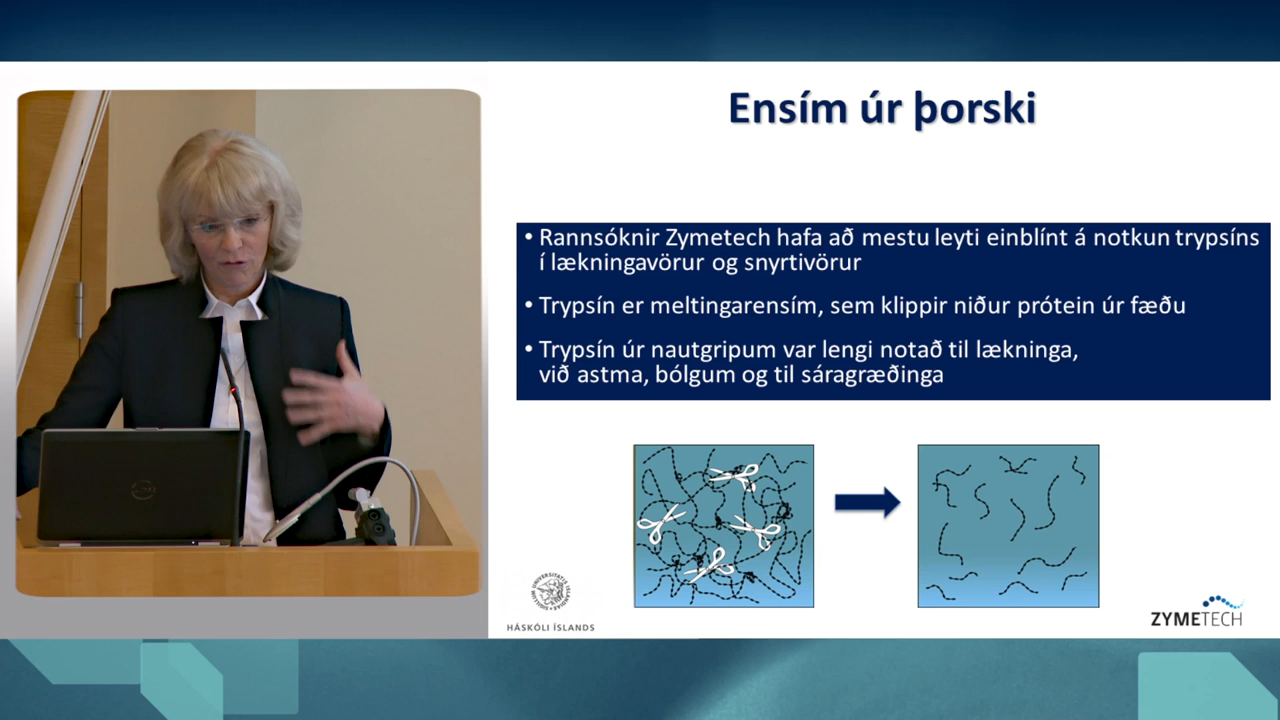 Ensím úr þorski
• Rannsóknir Zymetech hafa að mestu leyti einblínt á notkun trypsíns
í lækningavörur og snyrtivörur
• Trypsín er meltingarensím, sem klippir niður prótein úr fæðu
• Trypsín úr nautgripum var lengi notað til lækninga,
við astma, bólgum og til sáragræðinga
HÁSKÓLI ÍSLANDS
ZYMETECH